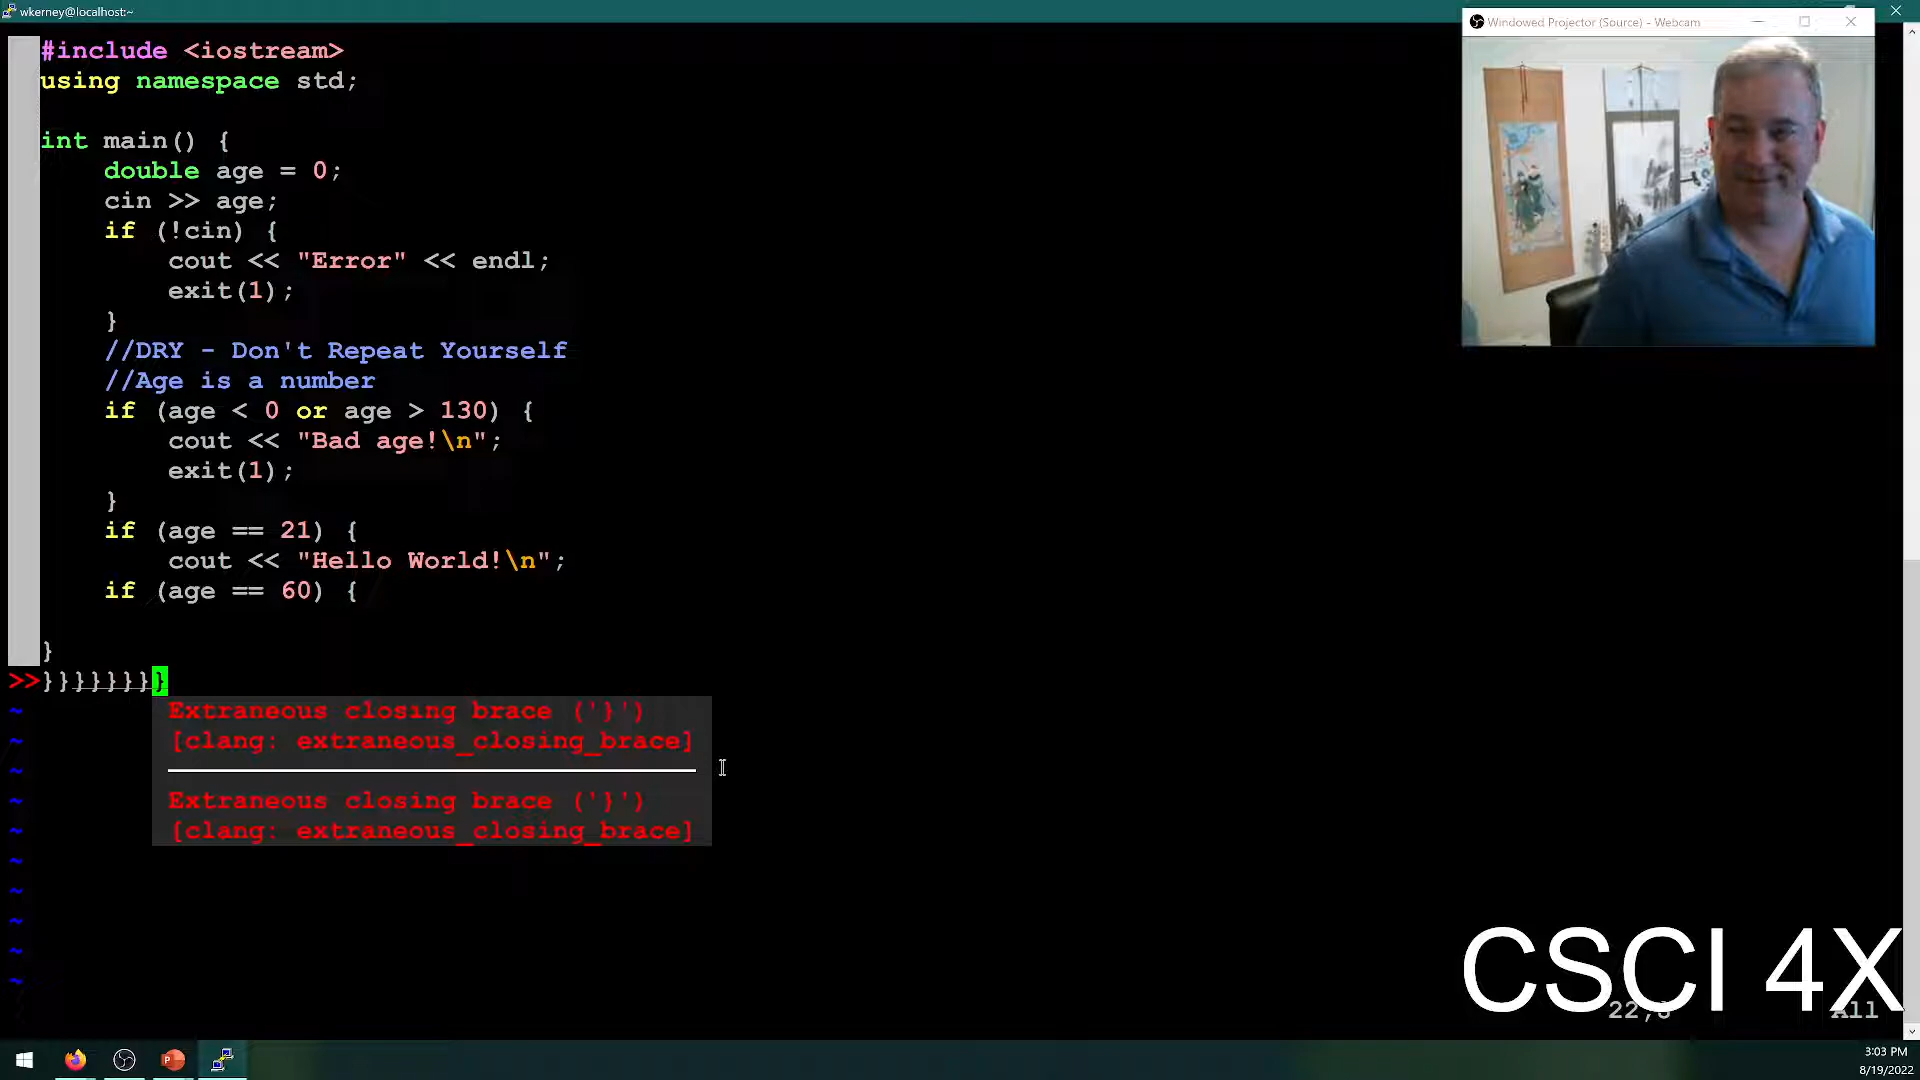 wkerney@localhost:~
Windowed Projector (Source) - Webcam
#include <iostream>
using namespace std;
int main() {
double age = 0;
cin >> age;
if (!cin) {
cout << "Error" << endl;
exit(1);
}
//DRY - Don't Repeat Yourself
//Age is a number
if (age < 0 or age > 130) {
cout << "Bad age!\n";
exit(1);
}
if (age == 21) {
cout << "Hello World!\n";
if (age == 60) {
}
>>}}}}}}}}
~
Extraneous closing brace ('}')
~
[clang: extraneous_closing_brace]
~
~
Extraneous closing brace ('}')
~
[clang: extraneous_closing_brace]
~
~
~
~
~
CSCI 4X
All
3:03 PM
8/19/2022